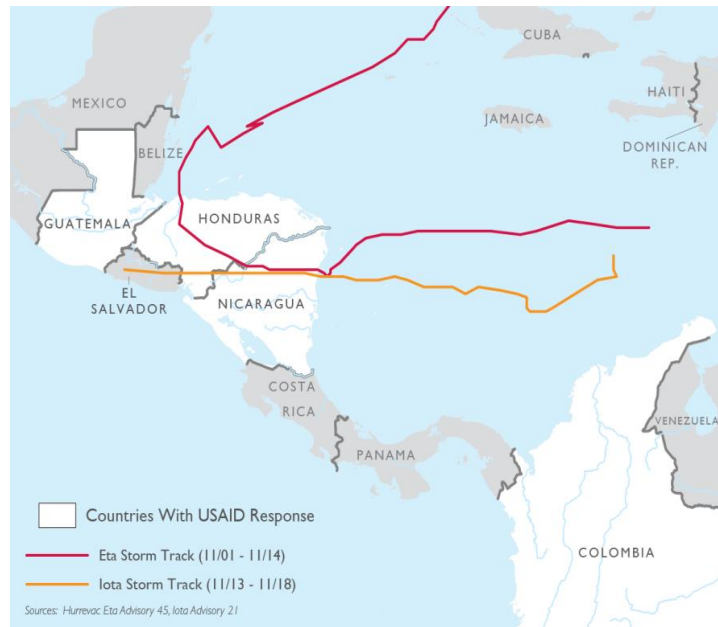 CUBA
MEXICO
HAITI
JAMAICA
DOMINICAN
REP.
BELIZE
GUATEMALA
HONDURAS
EL
SALVADOR
NICARAGUA
COSTA
RICA
VENEZUELA
PANAMA
COLOMBIA
Countries With USAID Response
Eta Storm Track (11/01 - 11/14)
Iota Storm Track (11/13 - 11/18)
Sources: Hurrevac Eta Advisory 45, Iota Advisory 21